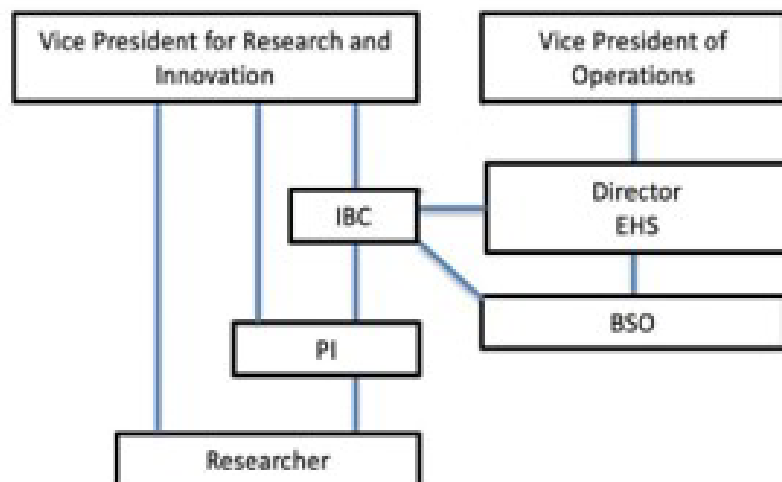 Vice President for Research and
Innovation
Vice President of
Operations
IBC
Director
EHS
BSO
PI
Researcher